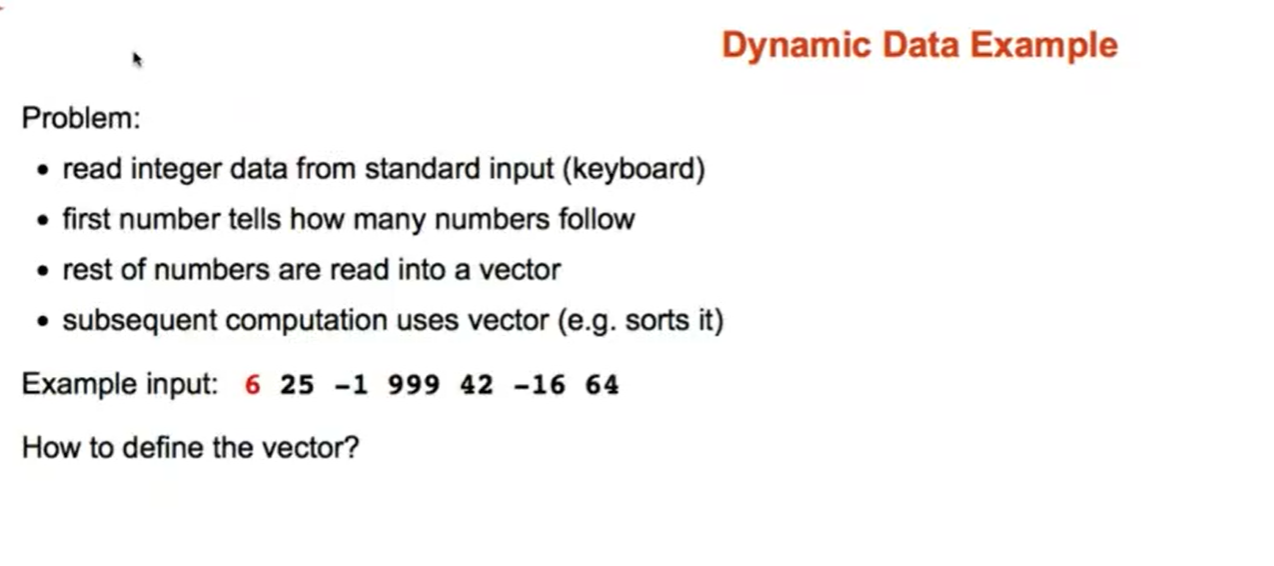 Dynamic Data Example
Problem:
• read integer data from standard input (keyboard)
• first number tells how many numbers follow
• rest of numbers are read into a vector
• subsequent computation uses vector (e.g. sorts it)
Example input: 6 25 -1 999 42 -16 64
How to define the vector?